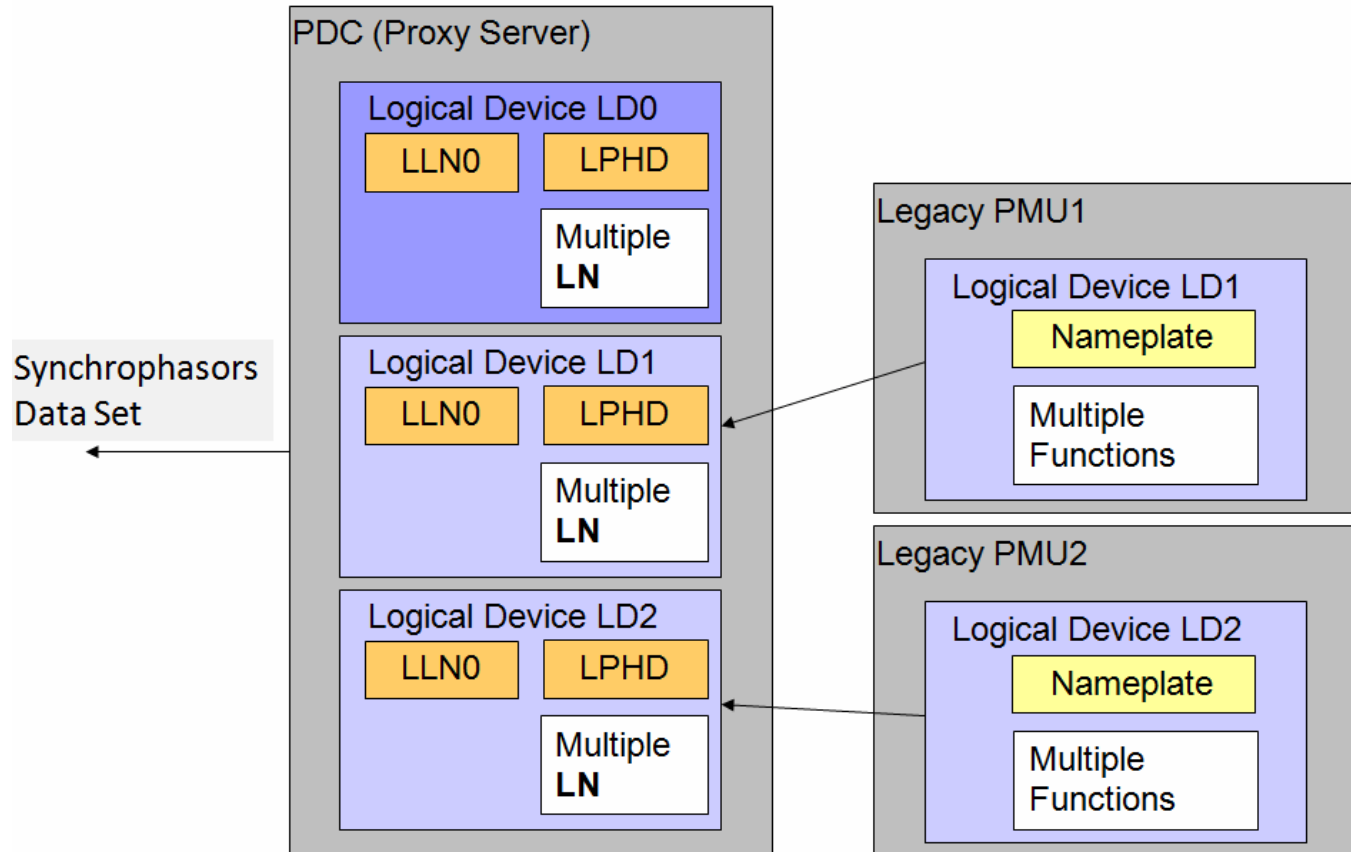 PDC (Proxy Server)
Logical Device LD0
LLN0
LPHD
Multiple
LN
Logical Device LD1
LLN0
LPHD
Multiple
LN
Logical Device LD2
LLN0
LPHD
Multiple
LN
Synchrophasors
Data Set
Legacy PMU1
Logical Device LD1
Nameplate
Multiple
Functions
Legacy PMU2
Logical Device LD2
Nameplate
Multiple
Functions